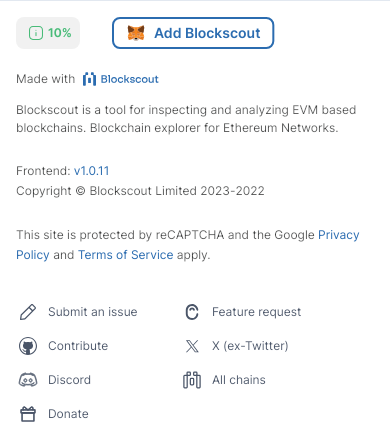 10%
Add Blockscout
Made with Blockscout
Blockscout is a tool for inspecting and analyzing EVM based
blockchains. Blockchain explorer for Ethereum Networks.
Frontend: v1.0.11
Copyright © Blockscout Limited 2023-2022
This site is protected by reCAPTCHA and the Google Privacy
Policy and Terms of Service apply.
Submit an issue
Feature request
Contribute
X (ex-Twitter)
Discord
All chains
Donate